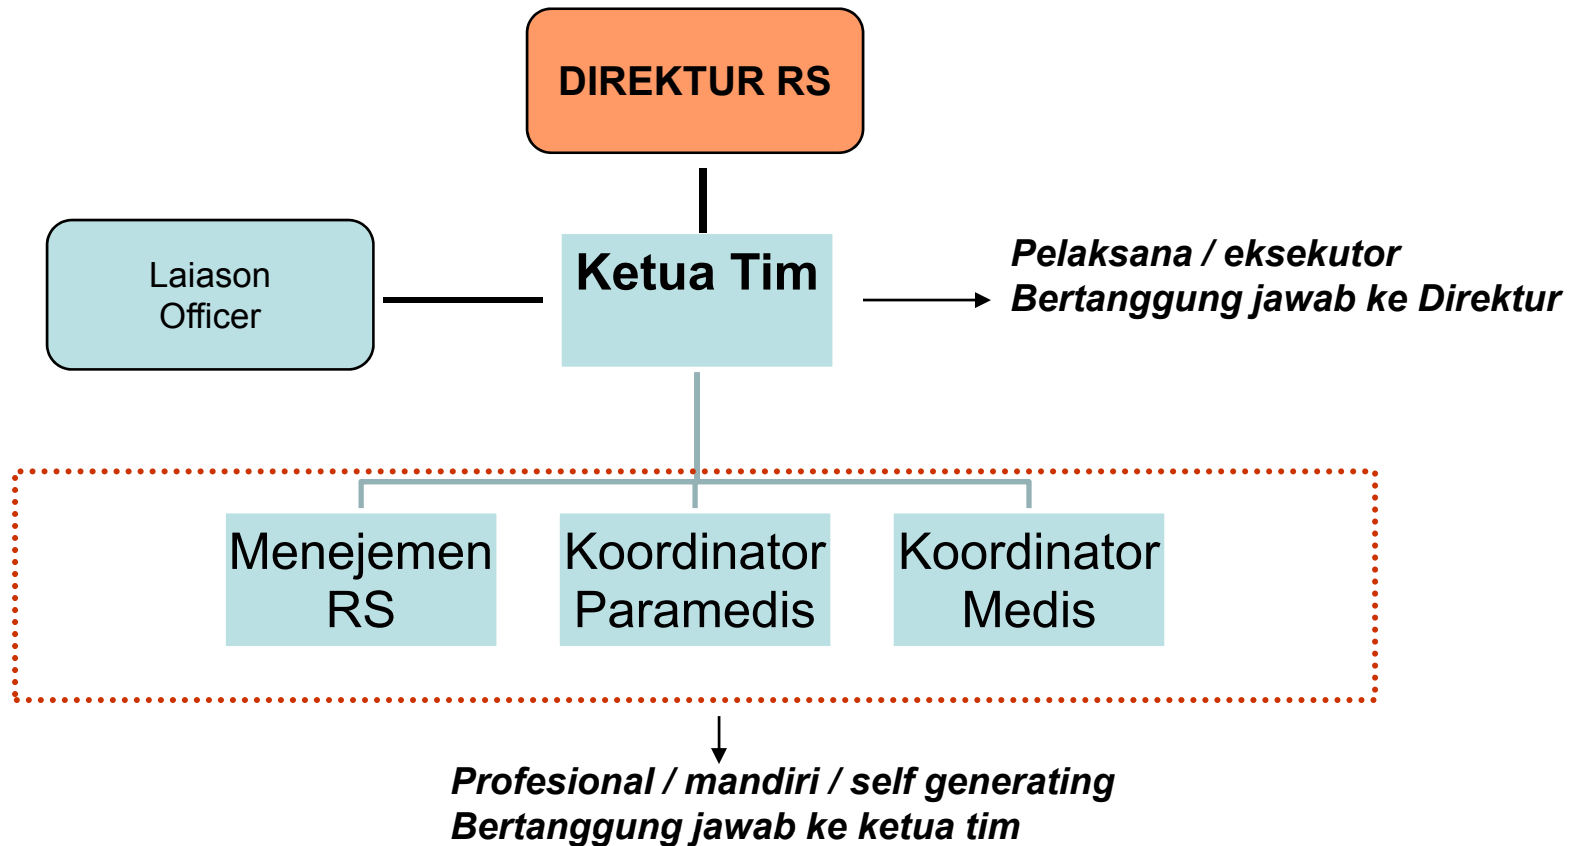 DIREKTUR RS
Laiason
Officer
Ketua Tim
Pelaksana / eksekutor
Bertanggung jawab ke Direktur
Menejemen
RS
Koordinator
Paramedis
Koordinator
Medis
Profesional / mandiri / self generating
Bertanggung jawab ke ketua tim